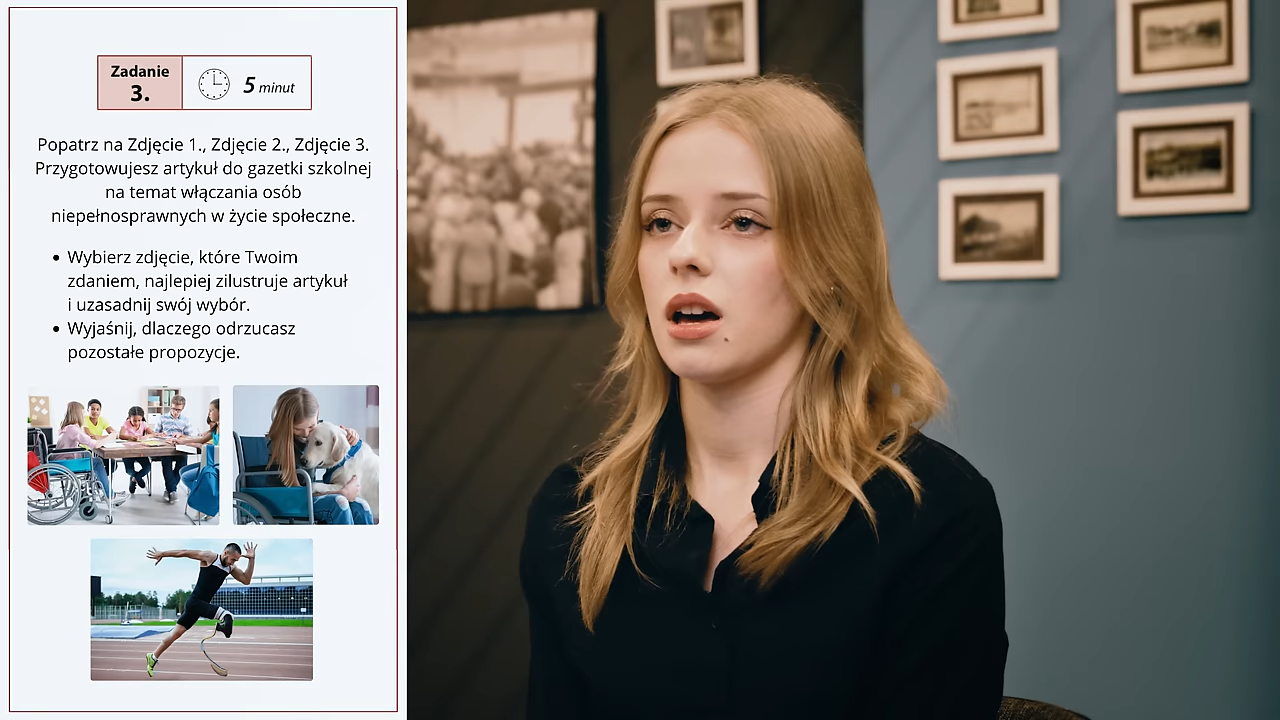 Zadanie
3.
5 minut
Popatrz na Zdjęcie 1., Zdjęcie 2., Zdjęcie 3.
Przygotowujesz artykuł do gazetki szkolnej
na temat włączania osób
niepełnosprawnych w życie społeczne.
• Wybierz zdjęcie, które Twoim
zdaniem, najlepiej zilustruje artykuł
i uzasadnij swój wybór.
• Wyjaśnij, dlaczego odrzucasz
pozostałe propozycje.